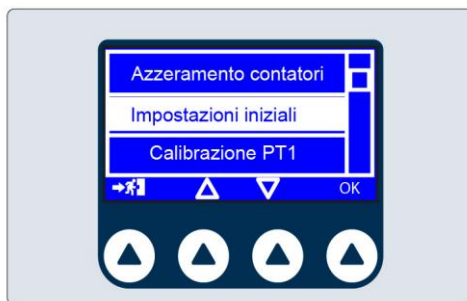 Azzeramento contatori
Impostazioni iniziali
Calibrazione PT1
OK